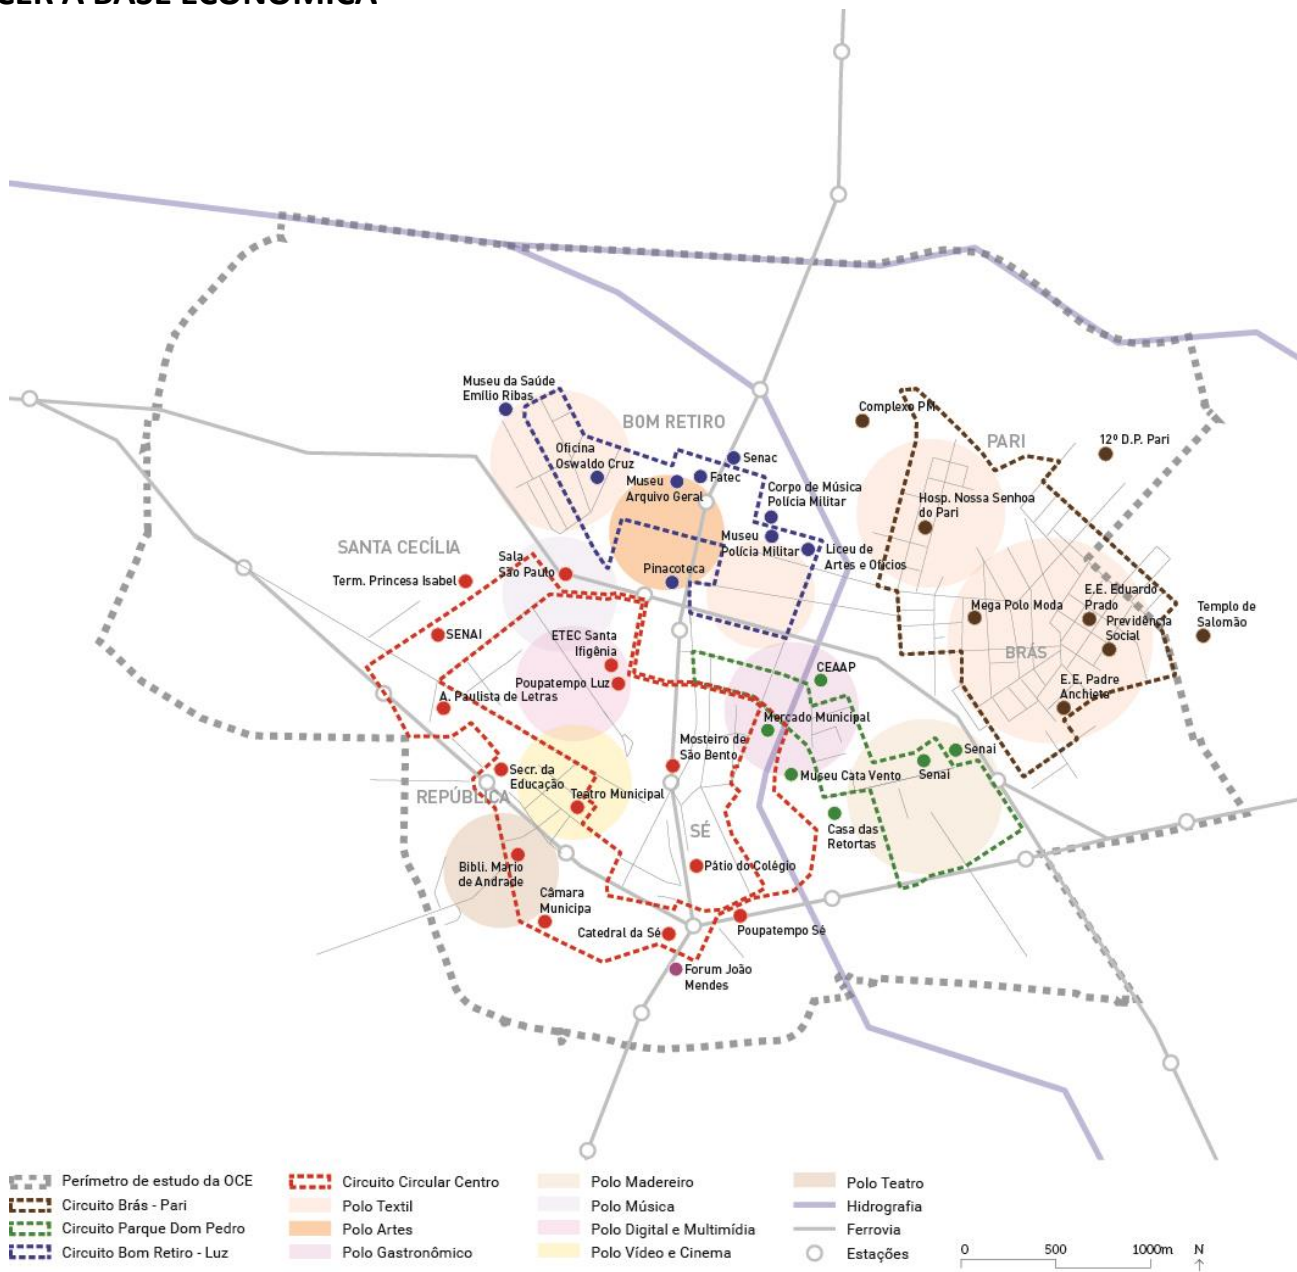 Museu da Saúde
Emílio Ribas
BOM RETIRO
Complexo PM
PARI
12º D.P. Pari
Oficina
Oswaldo Cruz
Senac
Museu
Arquivo Geral
Fatec
Corpo de Música
Polícia Militar
Hosp. Nossa Senhoa
do Pari
Museu
Polícia Militar
Liceu de
Artes e Ofícios
SANTA CECÍLIA
Sala
São Paulo
Term. Princesa Isabel
Pinacoteca
Mega Polo Moda
E.E. Eduardo
Prado
Previdência
Social
Templo de
Salomão
SENAI
ETEC Santa
Ifigênia
BRÁS
Poupatempo Luz
CEAAP
E.E. Padre
Anchieta
A. Paulista de Letras
Mercado Municipal
Mosteiro de
São Bento
Senai
Senai
Secr. da
Educação
Museu Cata Vento
REPÚBLICA
Teatro Municipal
SÉ
Casa das
Retortas
Bibli. Mario
de Andrade
Pátio do Colégio
Câmara
Municipa
Catedral da Sé
Poupatempo Sé
Forum João
Mendes
Perímetro de estudo da OCE
Circuito Brás - Pari
Circuito Parque Dom Pedro
Circuito Bom Retiro - Luz
Circuito Circular Centro
Polo Textil
Polo Artes
Polo Gastronômico
Polo Madereiro
Polo Música
Polo Digital e Multimídia
Polo Vídeo e Cinema
Polo Teatro
Hidrografia
Ferrovia
Estações
0 500 1000m N